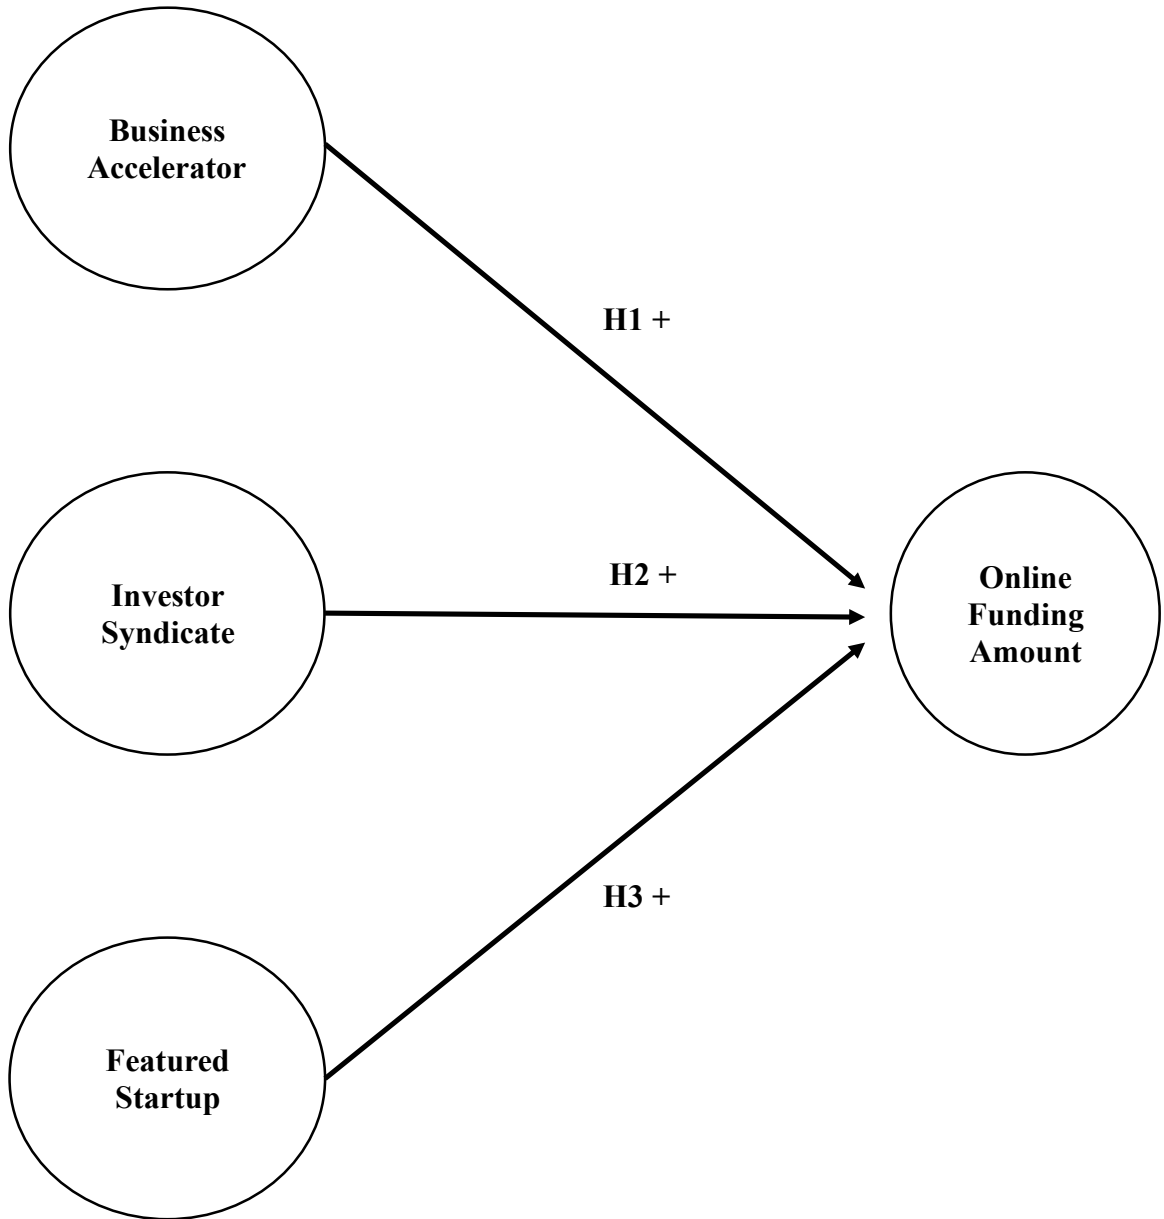 Business
Accelerator
H1 +
Investor
Syndicate
H2 +
Online
Funding
Amount
H3 +
Featured
Startup